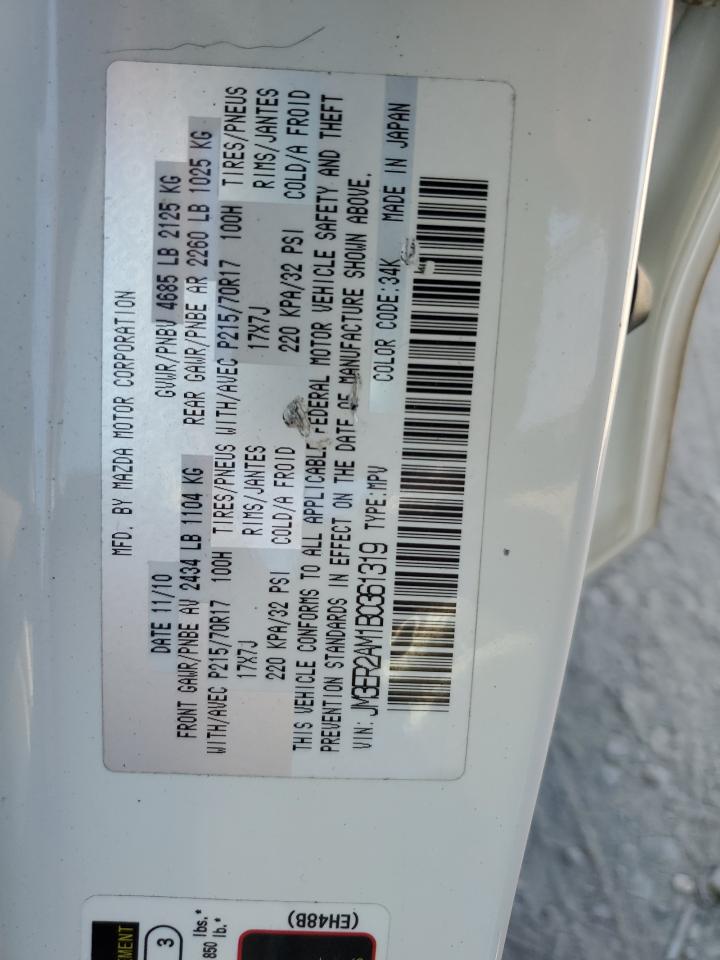 MFD. BY MAZDA MOTOR CORPORATION
DATE 11/10 GVWR/PNBV 4685 LB 2125 KG
FRONT GAWR/PNBE AV 2434 LB 1104 KG REAR GAWR/PNBE AR 2260 LB 1025 KG
WITH/AVEC P215/70R17 100H TIRES/PNEUS WITH/AVEC P215/70R17 100H TIRES/PNEUS
17X7J RIMS/JANTES 17X7J RIMS/JANTES
220 KPA/32 PSI COLD/A FROID 220 KPA/32 PSI COLD/A FROID
THIS VEHICLE CONFORMS TO ALL APPLICABLE FEDERAL MOTOR VEHICLE SAFETY AND THEFT
PREVENTION STANDARDS IN EFFECT ON THE DATE OF MANUFACTURE SHOWN ABOVE.
VIN: JM3ER2AM1B0361319 TYPE:MPV COLOR CODE:34K MADE IN JAPAN
(EH48B)
3
lbs.*
850 lb.*